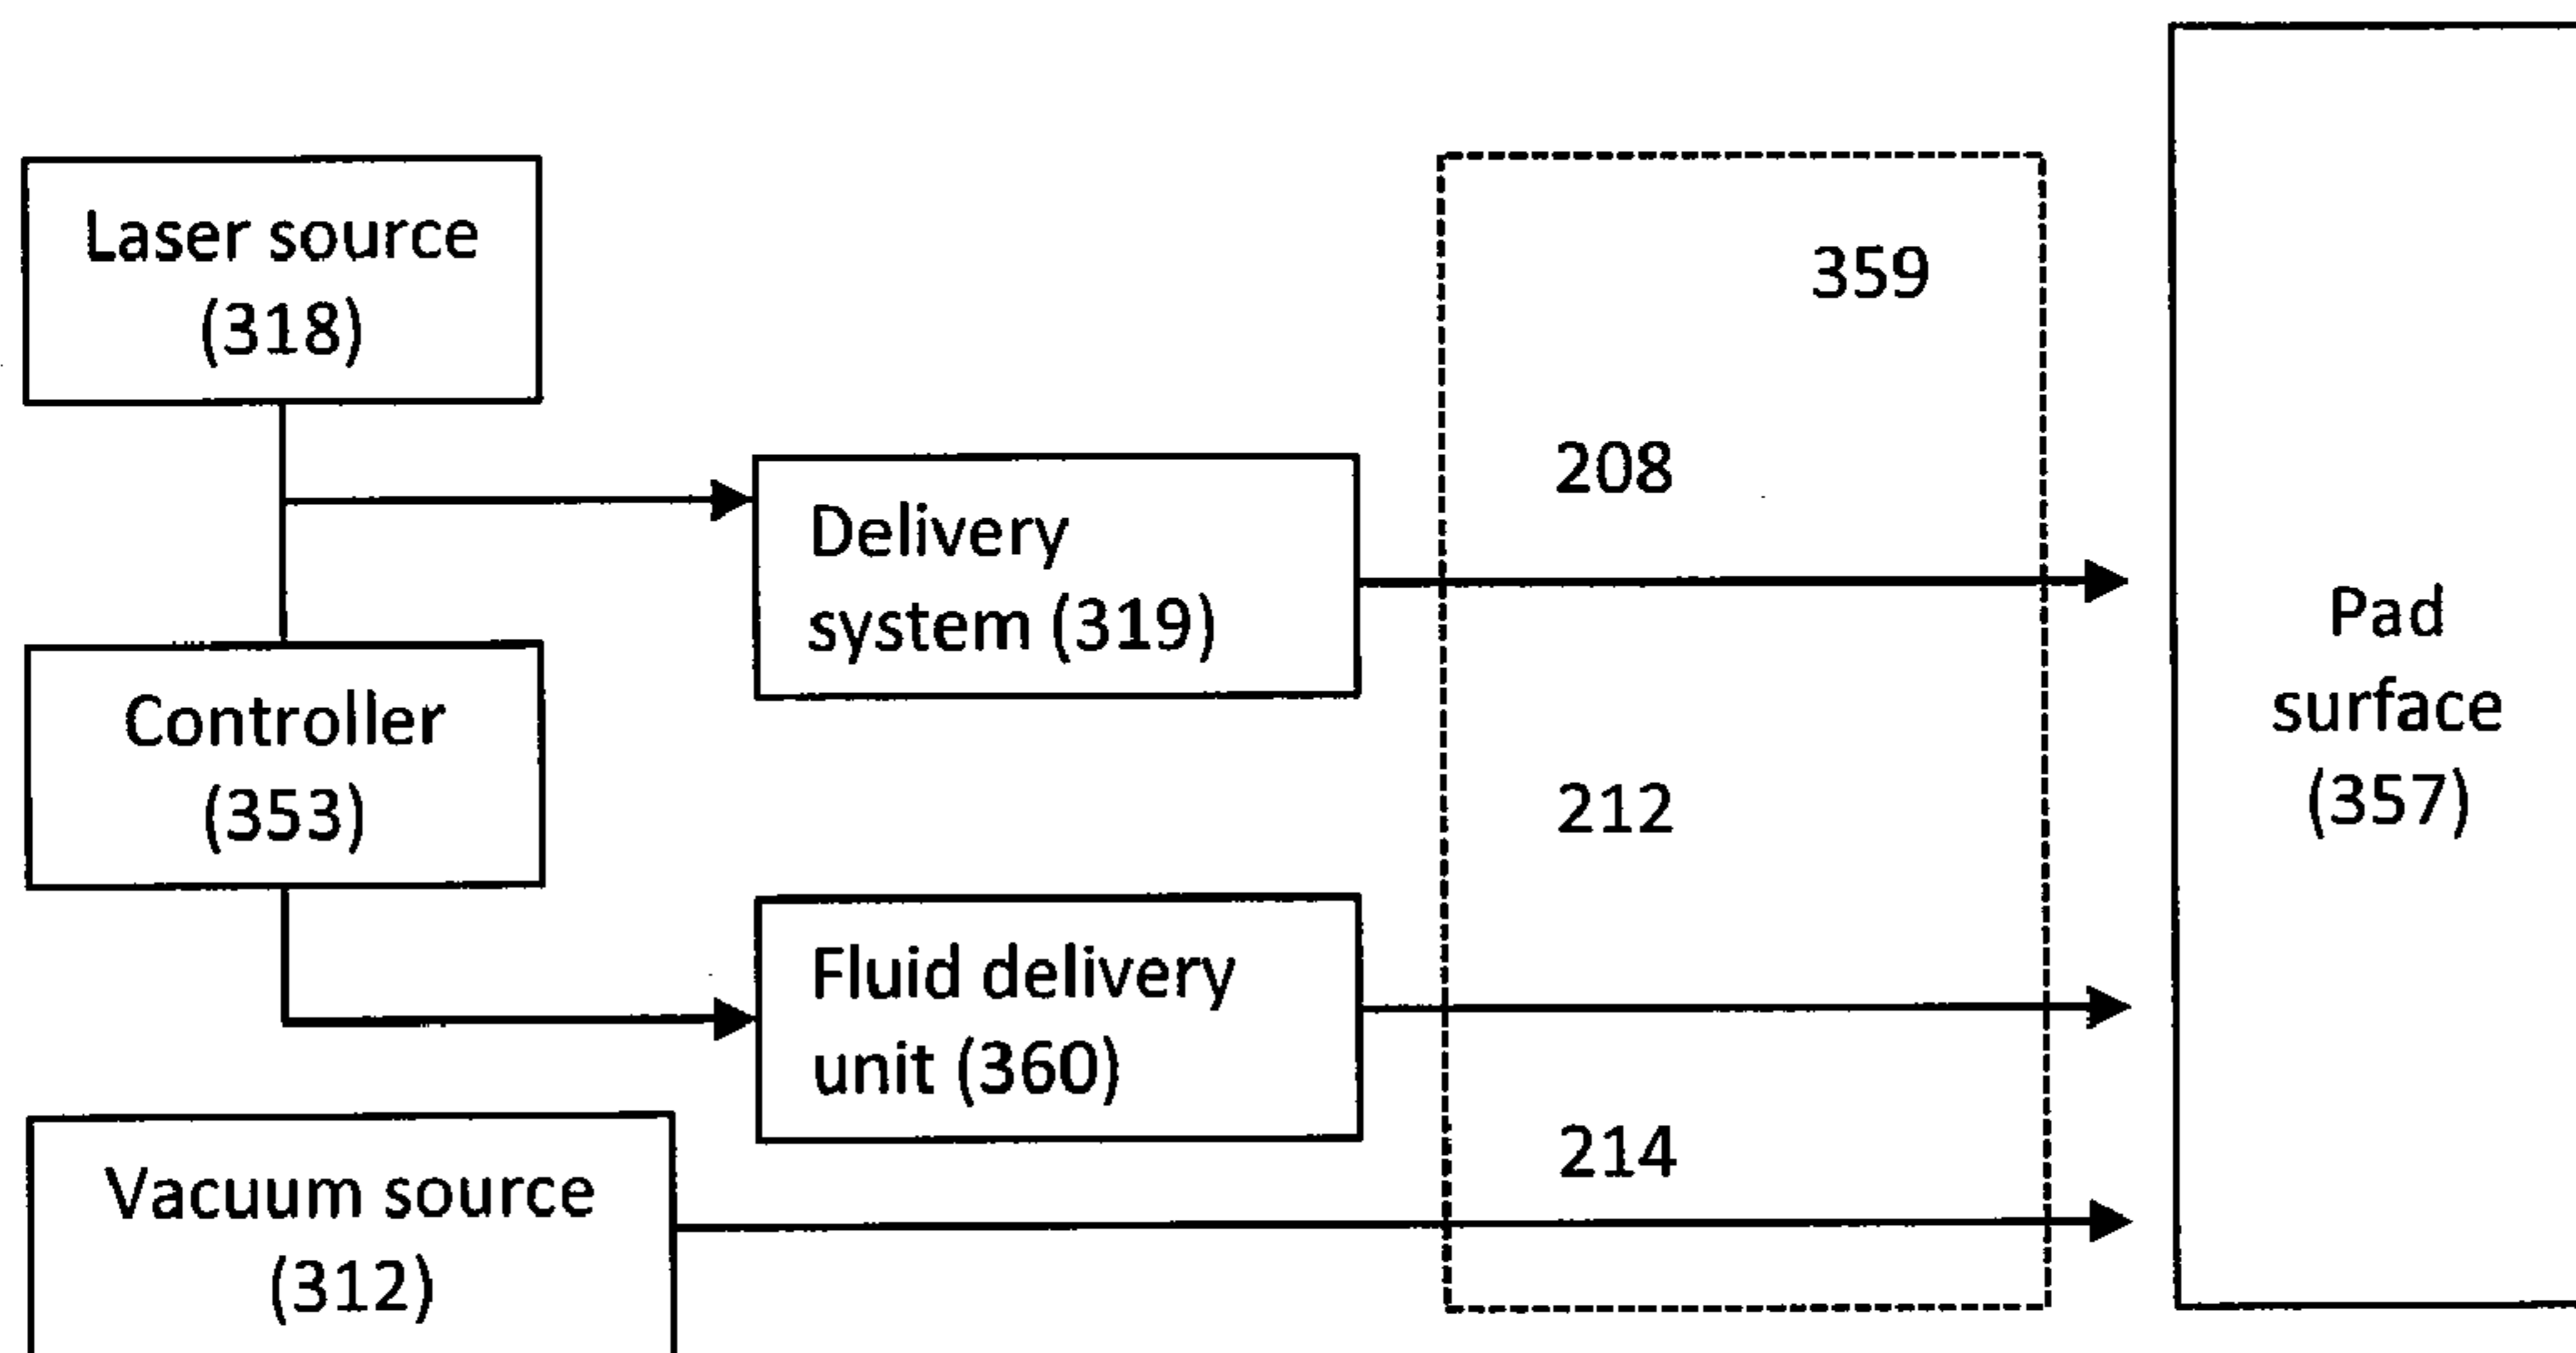 Laser source
(318)
359
208
Delivery
system (319)
Pad
surface
(357)
Controller
(353)
212
Fluid delivery
unit (360)
214
Vacuum source
(312)